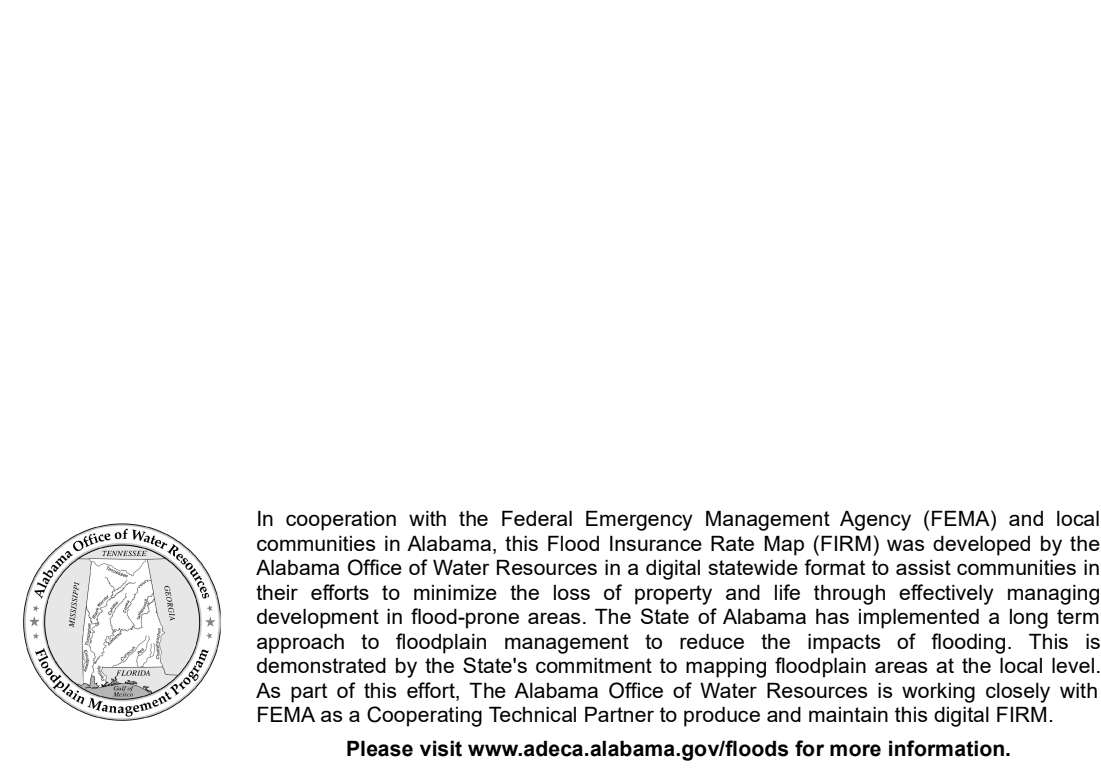 Alabama Office of Water Resources
TENNESSEE
MISSISSIPPI
GEORGIA
FLORIDA
Gulf of
Mexico
Floodplain Management Program
In cooperation with the Federal Emergency Management Agency (FEMA) and local
communities in Alabama, this Flood Insurance Rate Map (FIRM) was developed by the
Alabama Office of Water Resources in a digital statewide format to assist communities in
their efforts to minimize the loss of property and life through effectively managing
development in flood-prone areas. The State of Alabama has implemented a long term
approach to floodplain management to reduce the impacts of flooding. This is
demonstrated by the State's commitment to mapping floodplain areas at the local level.
As part of this effort, The Alabama Office of Water Resources is working closely with
FEMA as a Cooperating Technical Partner to produce and maintain this digital FIRM.
Please visit www.adeca.alabama.gov/floods for more information.